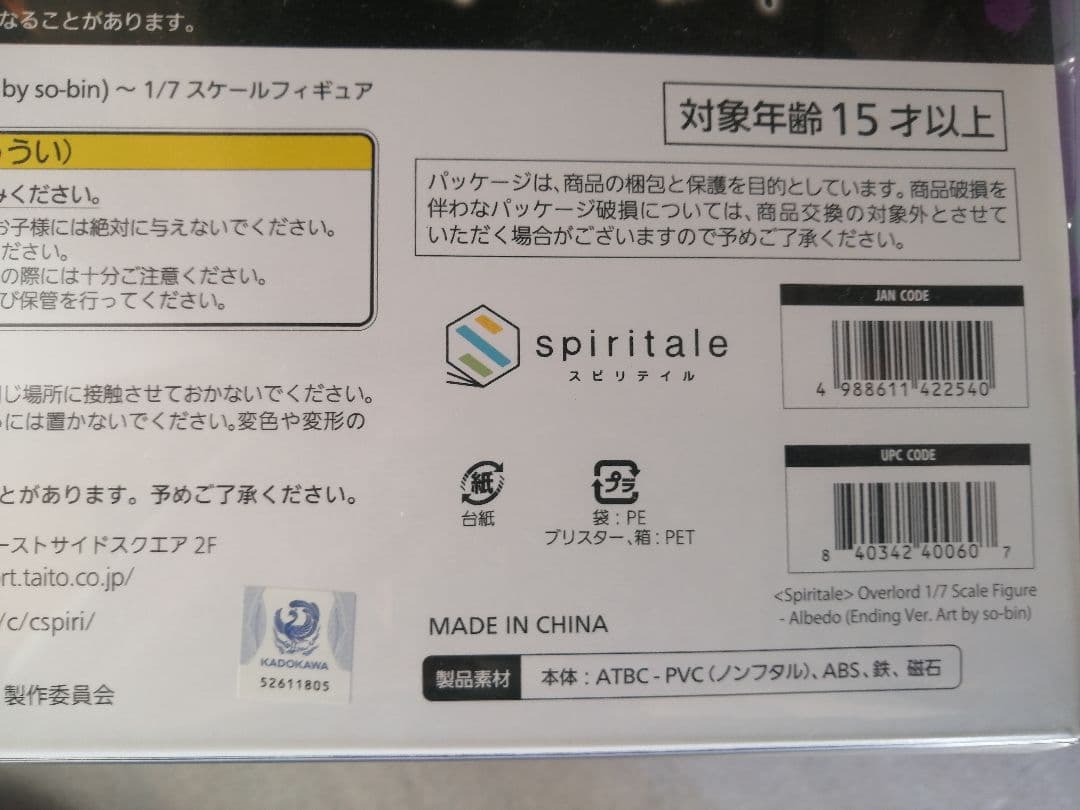 なることがあります。
by so-bin) ～ 1/7 スケールフィギュア
対象年齢 15 才以上
うい）
みください。
お子様には絶対に与えないでください。
ださい。
の際には十分ご注意ください。
び保管を行ってください。
パッケージは、商品の梱包と保護を目的としています。商品破損を
伴わなパッケージ破損については、商品交換の対象外とさせて
いただく場合がございますので予めご了承ください。
JAN CODE
4 988611 422540
spiritale
スピリテイル
じ場所に接触させておかないでください。
には置かないでください。変色や変形の
UPC CODE
8 40342 40060 7
紙
台紙
プラ
袋：PE
ブリスター、箱：PET
とがあります。予めご了承ください。
ーストサイドスクエア 2F
rt.taito.co.jp/
/c/cspiri/
<Spiritale> Overlord 1/7 Scale Figure
- Albedo (Ending Ver. Art by so-bin)
KADOKAWA
52611805
MADE IN CHINA
製作委員会
製品素材 本体：ATBC-PVC（ノンフタル）、ABS、鉄、磁石